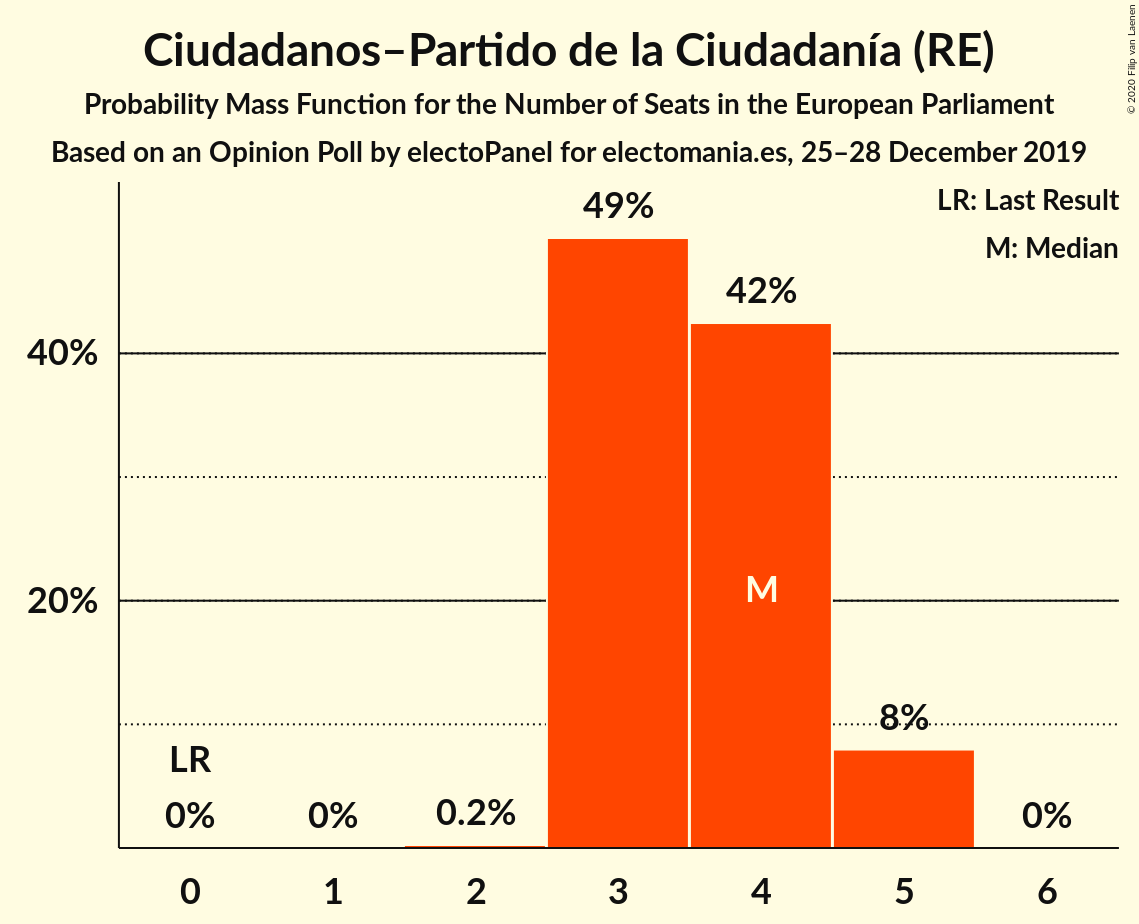 Ciudadanos–Partido de la Ciudadanía (RE)
Probability Mass Function for the Number of Seats in the European Parliament
Based on an Opinion Poll by electoPanel for electomania.es, 25–28 December 2019
© 2020 Filip van Laenen
LR: Last Result
M: Median
49%
42%
40%
20%
M
8%
LR
0%
0%
0.2%
0%
0
1
2
3
4
5
6